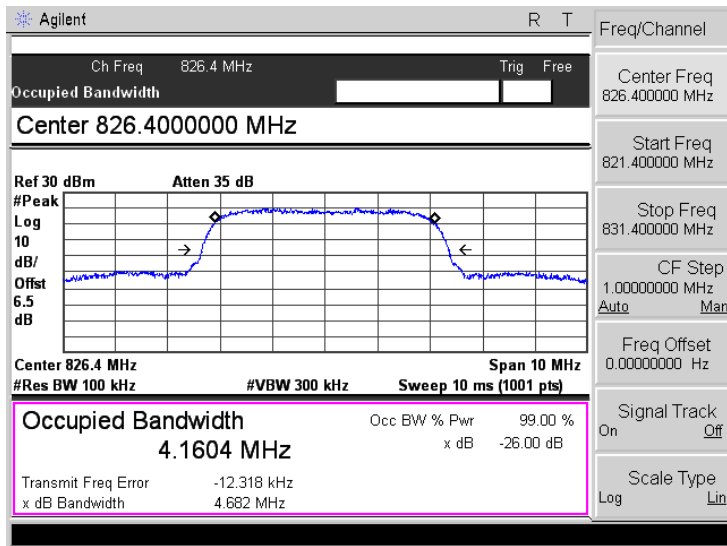 Agilent R T
Ch Freq 826.4 MHz Trig Free
Occupied Bandwidth
Center 826.4000000 MHz
Ref 30 dBm Atten 35 dB
#Peak
Log
10
dB/
Offst
6.5
dB
Center 826.4 MHz Span 10 MHz
#Res BW 100 kHz #VBW 300 kHz Sweep 10 ms (1001 pts)
Occupied Bandwidth Occ BW % Pwr 99.00 %
4.1604 MHz x dB -26.00 dB
Transmit Freq Error -12.318 kHz
x dB Bandwidth 4.682 MHz
Freq/Channel
Center Freq
826.400000 MHz
Start Freq
821.400000 MHz
Stop Freq
831.400000 MHz
CF Step
1.00000000 MHz
Auto Man
Freq Offset
0.00000000 Hz
Signal Track
On Off
Scale Type
Log Lin